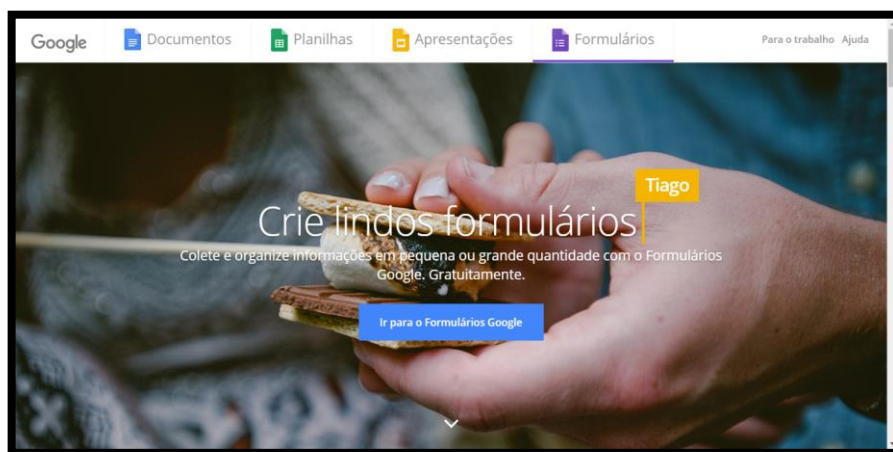 Google
Documentos
Planilhas
Apresentações
Formulários
Para o trabalho
Ajuda
Tiago
Crie lindos formulários
Colete e organize informações em pequena ou grande quantidade com o Formulários
Google. Gratuitamente.
Ir para o Formulários Google